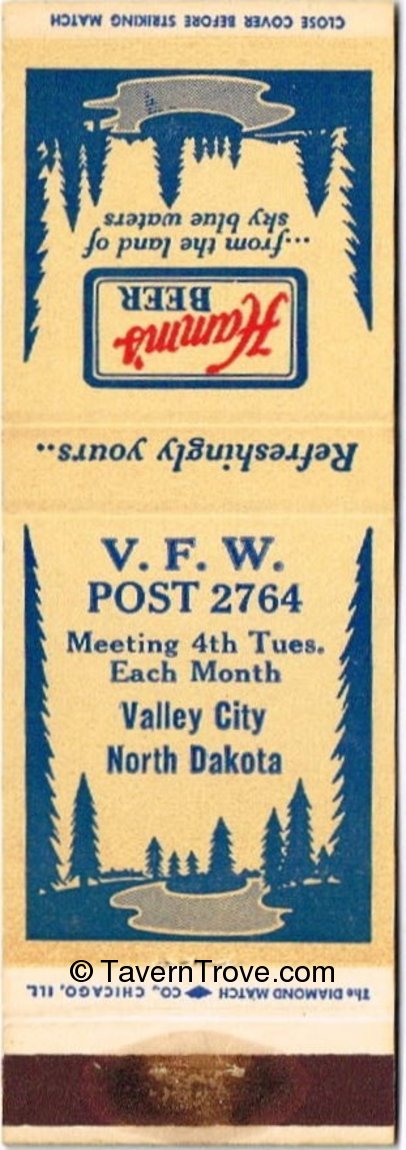 CLOSE COVER BEFORE STRIKING MATCH
...from the land of
sky blue waters
Hamm's
BEER
Refreshingly yours..
V. F. W.
POST 2764
Meeting 4th Tues.
Each Month
Valley City
North Dakota
© TavernTrove.com
The DIAMOND MATCH CO., CHICAGO, ILL.